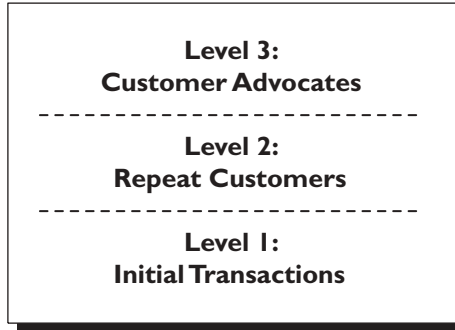 Level 3:
Customer Advocates
Level 2:
Repeat Customers
Level 1:
Initial Transactions